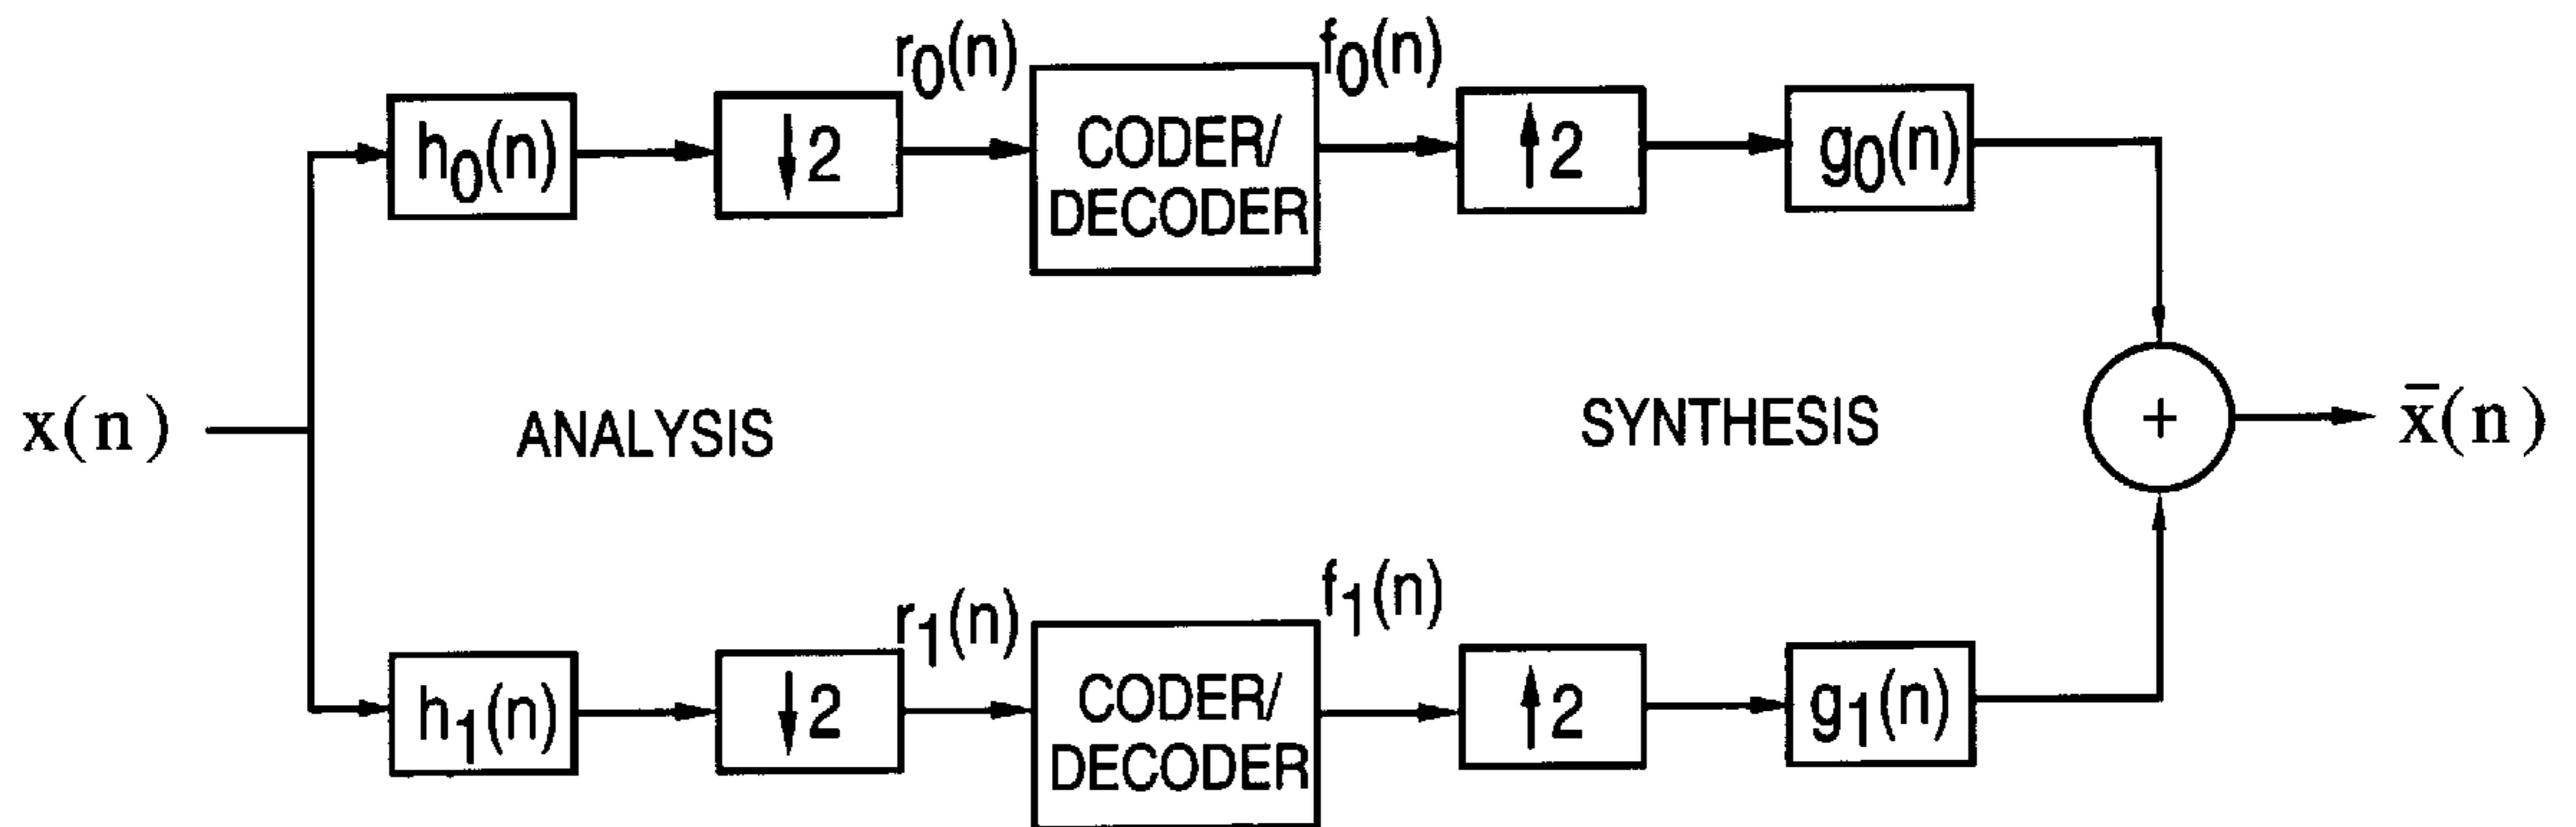 r₀(n)
f₀(n)
h₀(n)
↓2
CODER/
DECODER
↑2
g₀(n)
x(n)
ANALYSIS
SYNTHESIS
+
x̄(n)
r₁(n)
f₁(n)
h₁(n)
↓2
CODER/
DECODER
↑2
g₁(n)